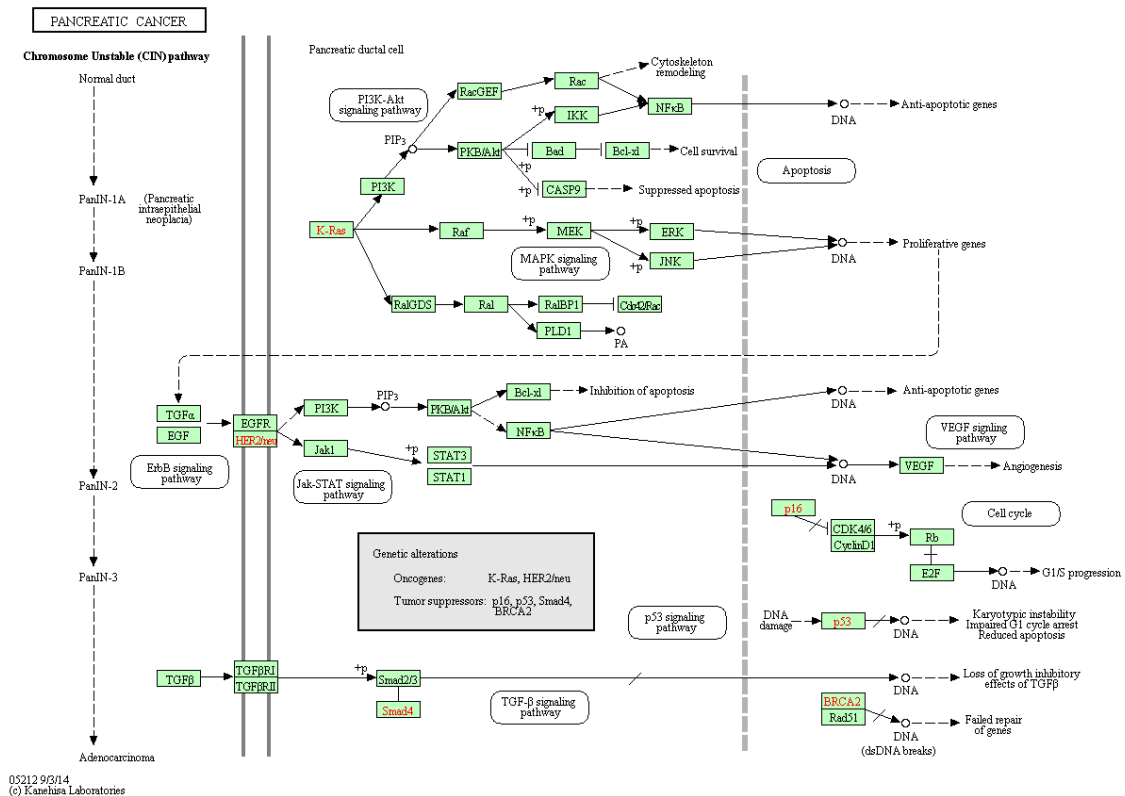 PANCREATIC CANCER
Chromosome Unstable (CIN) pathway
Normal duct
PanIN-1A
(Pancreatic
intraepithelial
neoplacia)
PanIN-1B
PanIN-2
PanIN-3
Adenocarcinoma
Pancreatic ductal cell
PI3K-Akt
signaling pathway
RacGEF
Rac
Cytoskeleton
remodeling
+p
IKK
NFκB
DNA
Anti-apoptotic genes
PIP3
PKB/Akt
Bad
Bcl-xl
Cell survival
+p
+p
CASP9
Suppressed apoptosis
Apoptosis
PI3K
K-Ras
Raf
+p
MEK
+p
ERK
+p
JNK
DNA
Proliferative genes
MAPK signaling
pathway
RalGDS
Ral
RalBP1
Cdc42/Rac
PLD1
PA
TGFα
EGF
EGFR
HER2/neu
ErbB signaling
pathway
PI3K
PIP3
PKB/Akt
Bcl-xl
Inhibition of apoptosis
NFκB
DNA
Anti-apoptotic genes
Jak1
+p
STAT3
STAT1
DNA
VEGF
Angiogenesis
VEGF signling
pathway
Jak-STAT signaling
pathway
p16
CDK4/6
CyclinD1
+p
Rb
E2F
DNA
G1/S progression
Cell cycle
Genetic alterations
Oncogenes: K-Ras, HER2/neu
Tumor suppressors: p16, p53, Smad4,
BRCA2
p53 signaling
pathway
DNA
damage
p53
DNA
Karyotypic instability
Impaired G1 cycle arrest
Reduced apoptosis
TGFβ
TGFβRI
TGFβRII
+p
Smad2/3
Smad4
TGF-β signaling
pathway
DNA
Loss of growth inhibitory
effects of TGFβ
BRCA2
Rad51
DNA
(dsDNA breaks)
Failed repair
of genes
05212 9/3/14
(c) Kanehisa Laboratories